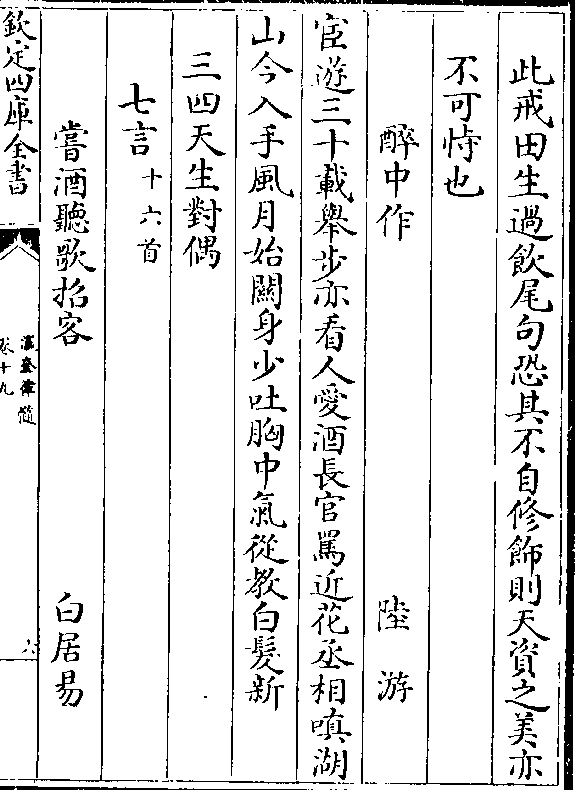 此戒田生過飲尾句恐其不自修飾則天資之美亦
不可恃也
醉中作 陸游
宦遊三十載舉步亦看人愛酒長官罵近花丞相嗔湖
山今入手風月始關身少吐胸中氣從教白髮新
三四天生對偶
七言十六首
嘗酒聽歌招客 白居易
欽定四庫全書
瀛奎律髓
卷十九
六